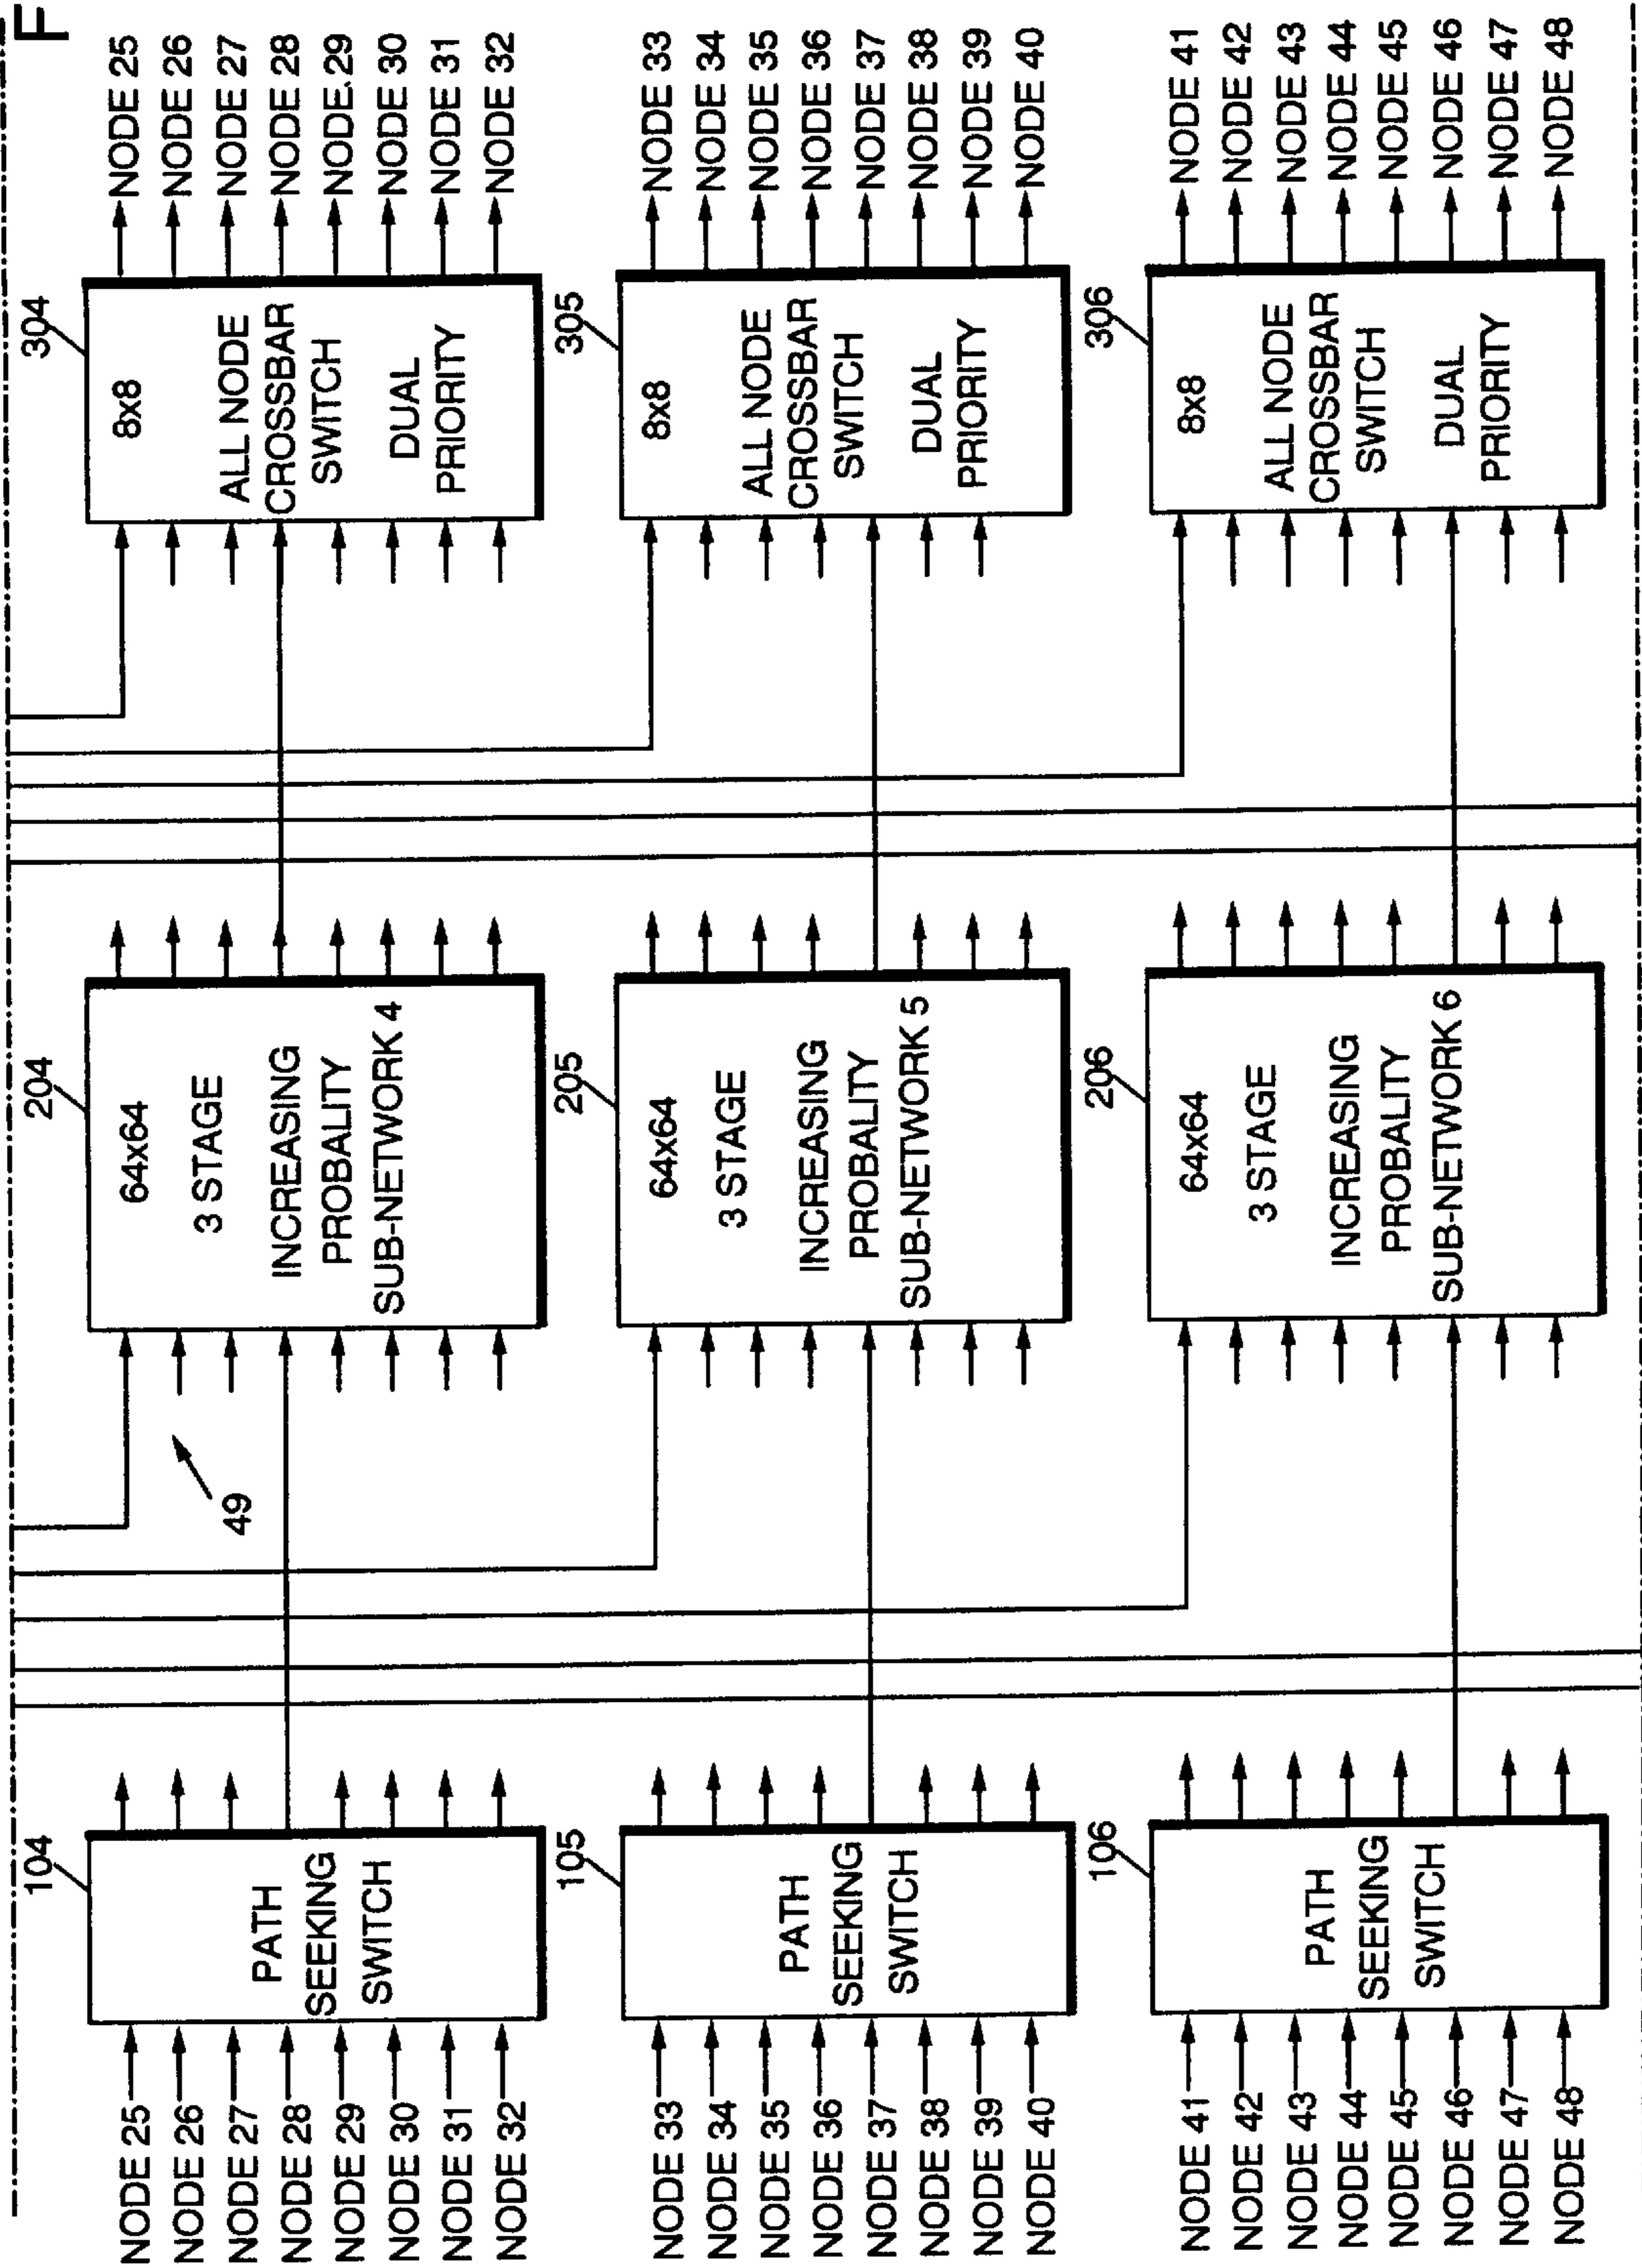 F
104
204
304
NODE 25
NODE 26
NODE 27
NODE 28
NODE 29
NODE 30
NODE 31
NODE 32
PATH
SEEKING
SWITCH
49
64x64
3 STAGE
INCREASING
PROBALITY
SUB-NETWORK 4
8x8
ALL NODE
CROSSBAR
SWITCH
DUAL
PRIORITY
NODE 25
NODE 26
NODE 27
NODE 28
NODE 29
NODE 30
NODE 31
NODE 32
105
205
305
NODE 33
NODE 34
NODE 35
NODE 36
NODE 37
NODE 38
NODE 39
NODE 40
PATH
SEEKING
SWITCH
64x64
3 STAGE
INCREASING
PROBALITY
SUB-NETWORK 5
8x8
ALL NODE
CROSSBAR
SWITCH
DUAL
PRIORITY
NODE 33
NODE 34
NODE 35
NODE 36
NODE 37
NODE 38
NODE 39
NODE 40
106
206
306
NODE 41
NODE 42
NODE 43
NODE 44
NODE 45
NODE 46
NODE 47
NODE 48
PATH
SEEKING
SWITCH
64x64
3 STAGE
INCREASING
PROBALITY
SUB-NETWORK 6
8x8
ALL NODE
CROSSBAR
SWITCH
DUAL
PRIORITY
NODE 41
NODE 42
NODE 43
NODE 44
NODE 45
NODE 46
NODE 47
NODE 48